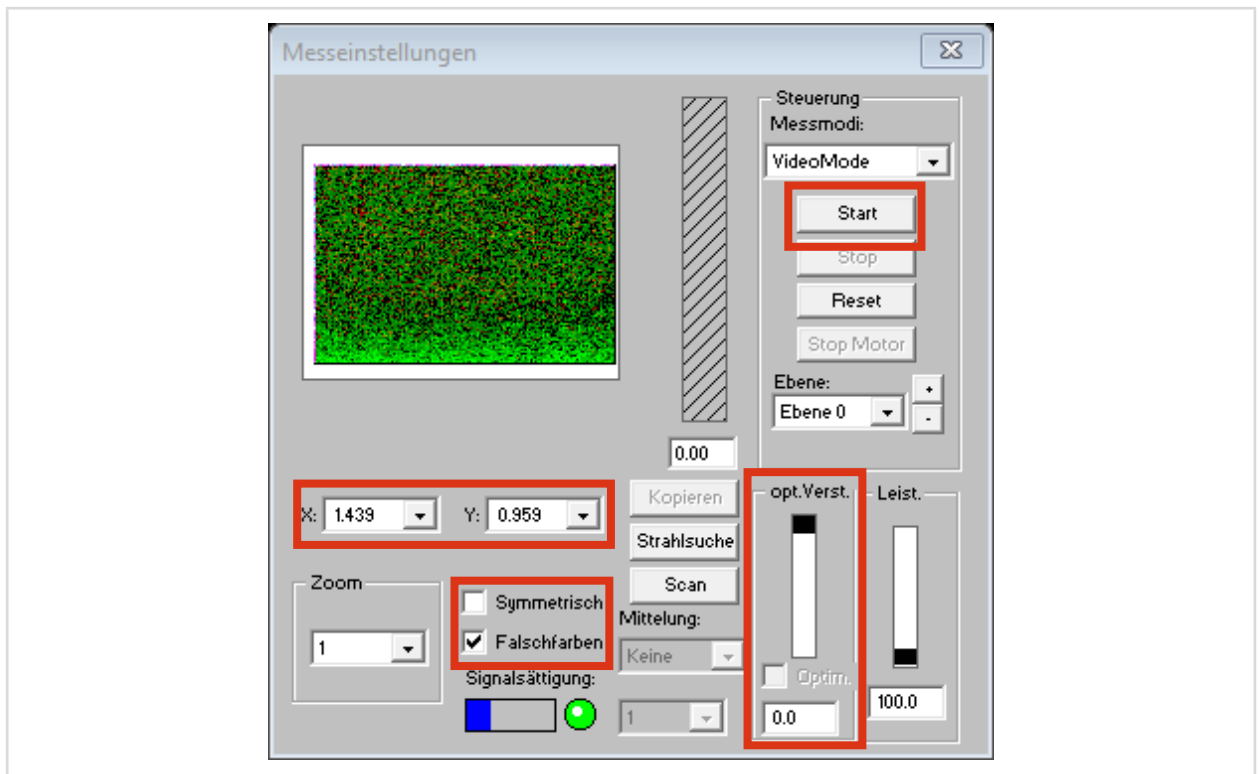 Messeinstellungen
Steuerung
Messmodi:
VideoMode
Start
Stop
Reset
Stop Motor
Ebene:
+
Ebene 0
-
0.00
X: 1.439 Y: 0.959
Kopieren
Strahlsuche
Scan
opt.Verst.
Leist.
Zoom
1
Symmetrisch
Falschfarben
Mittelung:
Keine
Signalsättigung:
1
Optim.
0.0
100.0